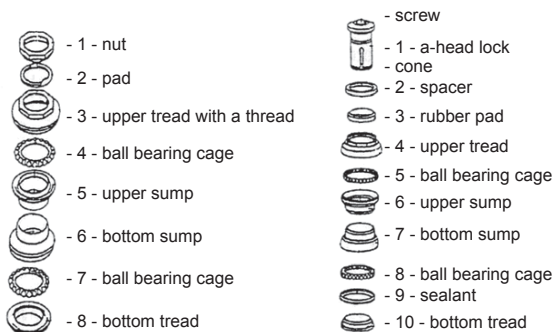 - 1 - nut
- 2 - pad
- 3 - upper tread with a thread
- 4 - ball bearing cage
- 5 - upper sump
- 6 - bottom sump
- 7 - ball bearing cage
- 8 - bottom tread
- screw
- 1 - a-head lock
- cone
- 2 - spacer
- 3 - rubber pad
- 4 - upper tread
- 5 - ball bearing cage
- 6 - upper sump
- 7 - bottom sump
- 8 - ball bearing cage
- 9 - sealant
- 10 - bottom tread